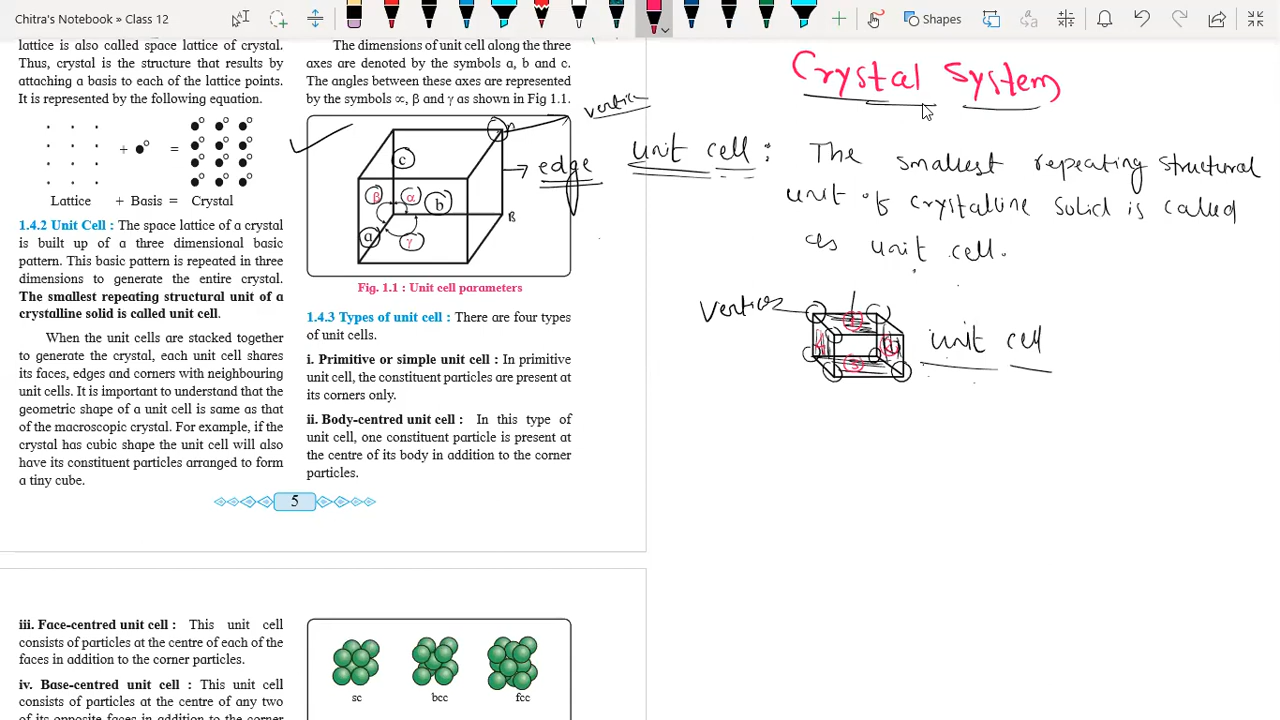 Chitra's Notebook » Class 12
Shapes
lattice is also called space lattice of crystal.
Thus, crystal is the structure that results by
attaching a basis to each of the lattice points.
It is represented by the following equation.
Lattice + Basis = Crystal
1.4.2 Unit Cell : The space lattice of a crystal
is built up of a three dimensional basic
pattern. This basic pattern is repeated in three
dimensions to generate the entire crystal.
The smallest repeating structural unit of a
crystalline solid is called unit cell.
When the unit cells are stacked together
to generate the crystal, each unit cell shares
its faces, edges and corners with neighbouring
unit cells. It is important to understand that the
geometric shape of a unit cell is same as that
of the macroscopic crystal. For example, if the
crystal has cubic shape the unit cell will also
have its constituent particles arranged to form
a tiny cube.
The dimensions of unit cell along the three
axes are denoted by the symbols a, b and c.
The angles between these axes are represented
by the symbols ∝, β and γ as shown in Fig 1.1.
vertice
edge
c
β α b
B
a γ
Fig. 1.1 : Unit cell parameters
1.4.3 Types of unit cell : There are four types
of unit cells.
i. Primitive or simple unit cell : In primitive
unit cell, the constituent particles are present at
its corners only.
ii. Body-centred unit cell : In this type of
unit cell, one constituent particle is present at
the centre of its body in addition to the corner
particles.
5
iii. Face-centred unit cell : This unit cell
consists of particles at the centre of each of the
faces in addition to the corner particles.
iv. Base-centred unit cell : This unit cell
consists of particles at the centre of any two
of its opposite faces in addition to the corner
sc bcc fcc
Crystal System
unit cell : The smallest repeating structural
unit of crystalline solid is called
as unit cell.
Vertices
unit cell